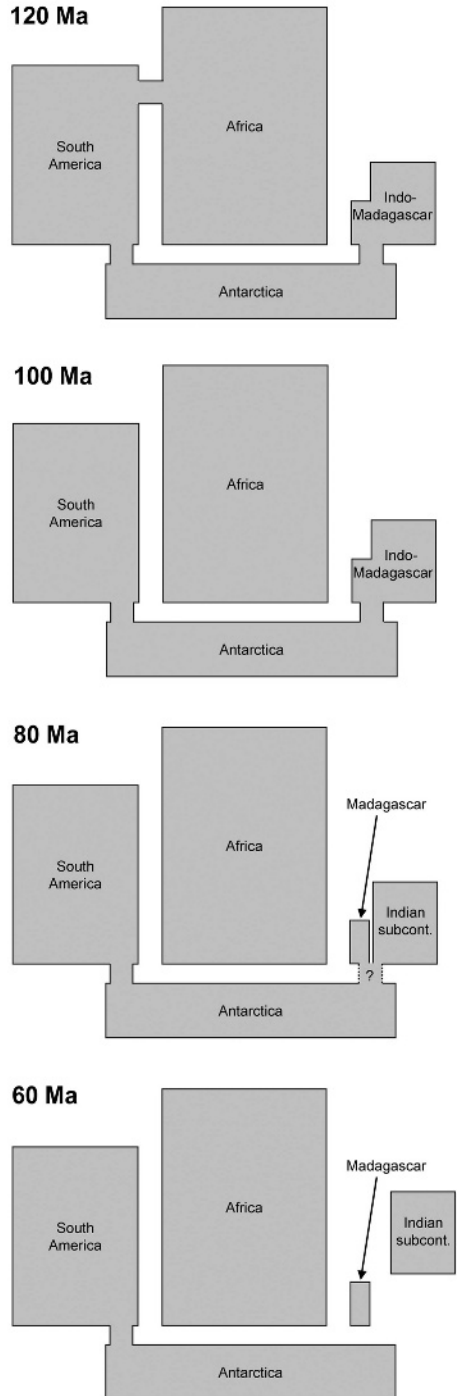 120 Ma
South
America
Africa
Indo-
Madagascar
Antarctica
100 Ma
South
America
Africa
Indo-
Madagascar
Antarctica
80 Ma
Madagascar
South
America
Africa
Indian
subcont.
?
Antarctica
60 Ma
Madagascar
South
America
Africa
Indian
subcont.
Antarctica